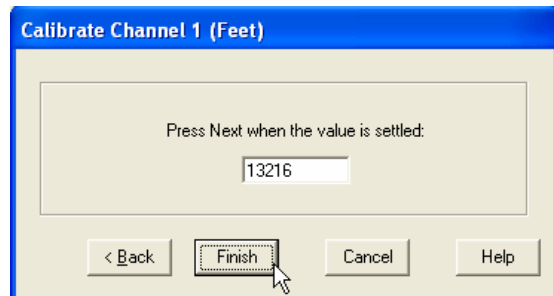 Calibrate Channel 1 (Feet)
Press Next when the value is settled:
13216
< Back Finish Cancel Help